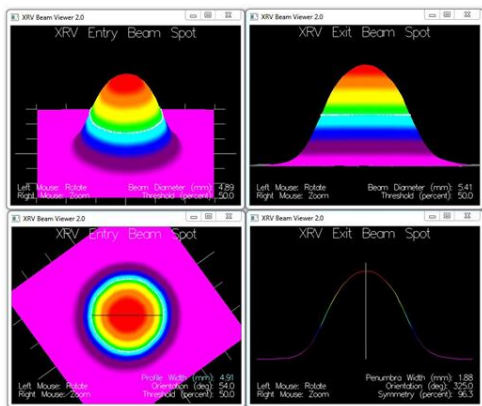 XRV Beam Viewer 2.0
XRV Entry Beam Spot
Left Mouse: Rotate
Right Mouse: Zoom
Beam Diameter (mm): 4.89
Threshold (percent): 50.0
XRV Beam Viewer 2.0
XRV Exit Beam Spot
Left Mouse: Rotate
Right Mouse: Zoom
Beam Diameter (mm): 5.41
Threshold (percent): 50.0
XRV Beam Viewer 2.0
XRV Entry Beam Spot
Left Mouse: Rotate
Right Mouse: Zoom
Profile Width (mm): 4.91
Orientation (deg): 54.0
Threshold (percent): 50.0
XRV Beam Viewer 2.0
XRV Exit Beam Spot
Left Mouse: Rotate
Right Mouse: Zoom
Penumbra Width (mm): 1.88
Orientation (deg): 325.0
Symmetry (percent): 96.3